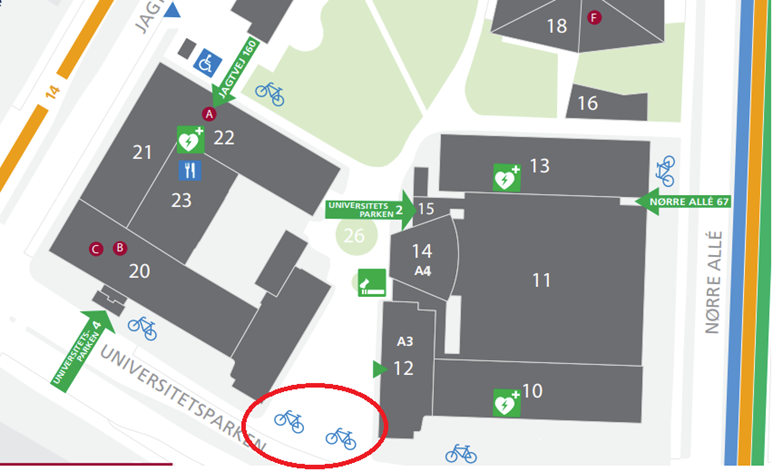 JAGTV
14
JAGTVEJ 160
A
22
21
23
C
B
20
UNIVERSITETS-
PARKEN 4
UNIVERSITETSPARKEN
18
F
16
13
UNIVERSITETS
PARKEN 2
15
NØRRE ALLÉ 67
26
14
A4
11
A3
12
10
NØRRE ALLÉ